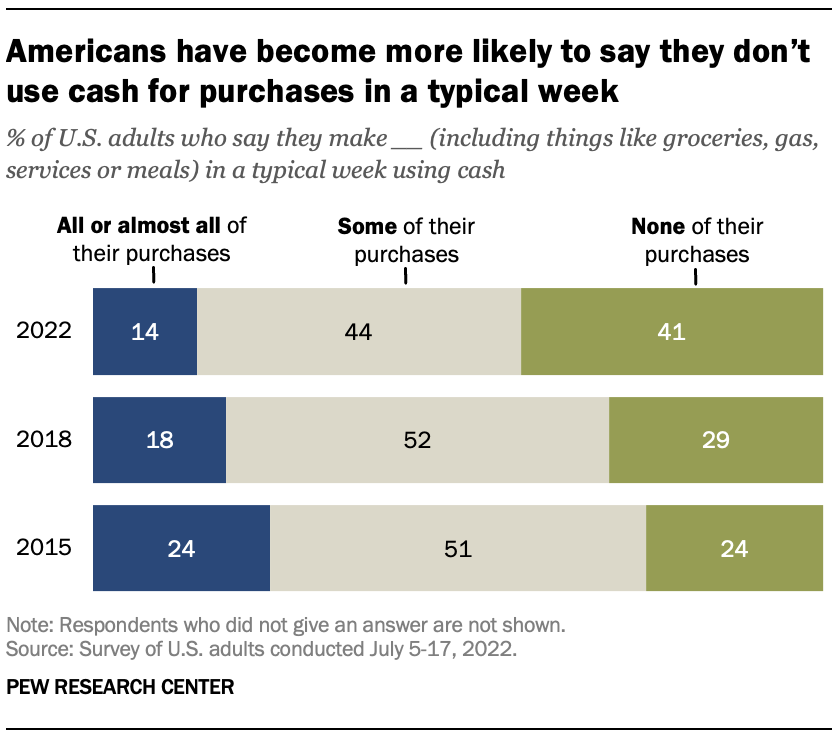 Americans have become more likely to say they don’t
use cash for purchases in a typical week
% of U.S. adults who say they make __ (including things like groceries, gas,
services or meals) in a typical week using cash
All or almost all of
their purchases
Some of their
purchases
None of their
purchases
2022 14 44 41
2018 18 52 29
2015 24 51 24
Note: Respondents who did not give an answer are not shown.
Source: Survey of U.S. adults conducted July 5-17, 2022.
PEW RESEARCH CENTER